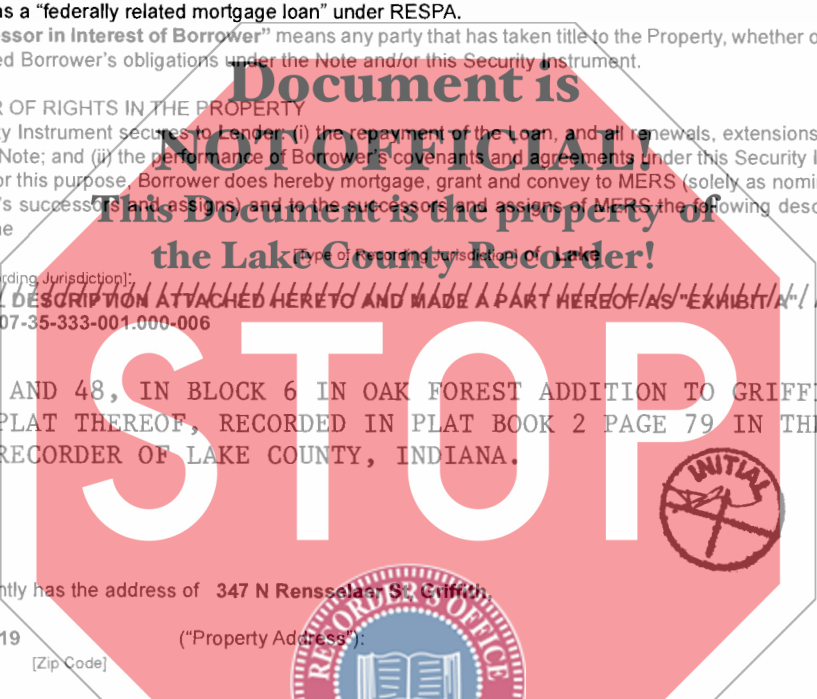 as a “federally related mortgage loan” under RESPA.
ssor in Interest of Borrower” means any party that has taken title to the Property, whether o
ed Borrower's obligations under the Note and/or this Security Instrument.
Document is
R OF RIGHTS IN THE PROPERTY
ty Instrument secures to Lender: (i) the repayment of the Loan, and all renewals, extensions
NOT OFFICIAL!
Note; and (ii) the performance of Borrower's covenants and agreements under this Security I
or this purpose, Borrower does hereby mortgage, grant and convey to MERS (solely as nomi
's successors and assigns) and to the successors and assigns of MERS the following desc
This Document is the property of
[Type of Recording Jurisdiction] of Lake
the Lake County Recorder!
rding Jurisdiction]:
L DESCRIPTION ATTACHED HERETO AND MADE A PART HEREOF AS "EXHIBIT A".
07-35-333-001.000-006
STOP
AND 48, IN BLOCK 6 IN OAK FOREST ADDITION TO GRIFFI
PLAT THEREOF, RECORDED IN PLAT BOOK 2 PAGE 79 IN THE
RECORDER OF LAKE COUNTY, INDIANA.
INITIAL
ntly has the address of 347 N Rensselaer St, Griffith,
RECORDER'S OFFICE
19 (“Property Address”):
[Zip Code]